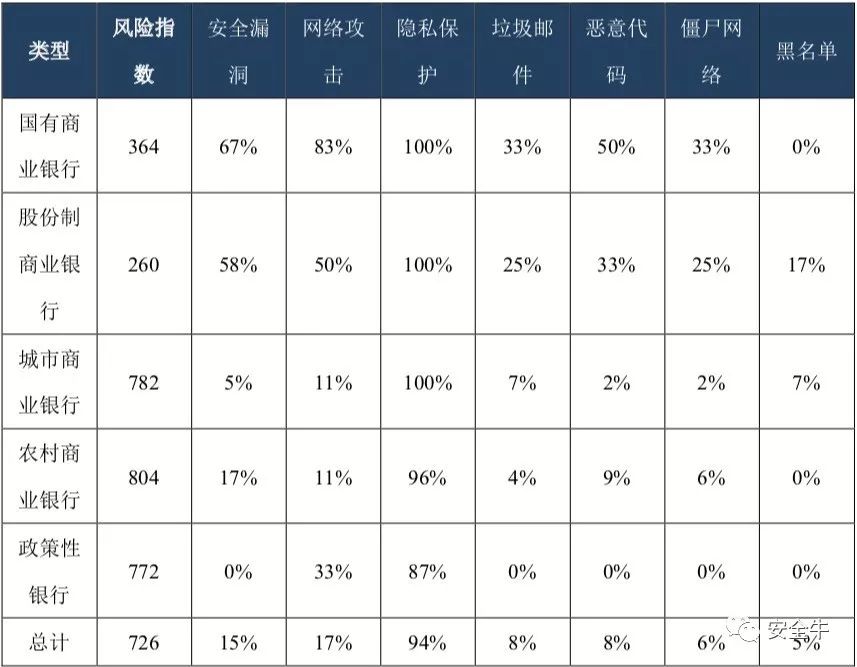 类型 风险指数 安全漏洞 网络攻击 隐私保护 垃圾邮件 恶意代码 僵尸网络 黑名单
国有商业银行 364 67% 83% 100% 33% 50% 33% 0%
股份制商业银行 260 58% 50% 100% 25% 33% 25% 17%
城市商业银行 782 5% 11% 100% 7% 2% 2% 7%
农村商业银行 804 17% 11% 96% 4% 9% 6% 0%
政策性银行 772 0% 33% 87% 0% 0% 0% 0%
总计 726 15% 17% 94% 8% 8% 6% 5%
安全牛